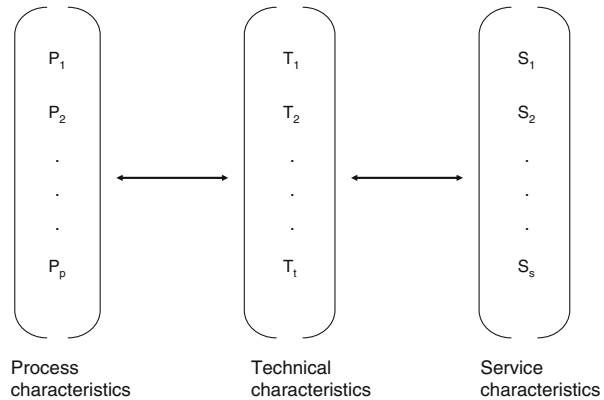 P₁ T₁ S₁
P₂ T₂ S₂
. . .
. . .
. . .
Pₚ Tₜ Sₛ
Process characteristics
Technical characteristics
Service characteristics